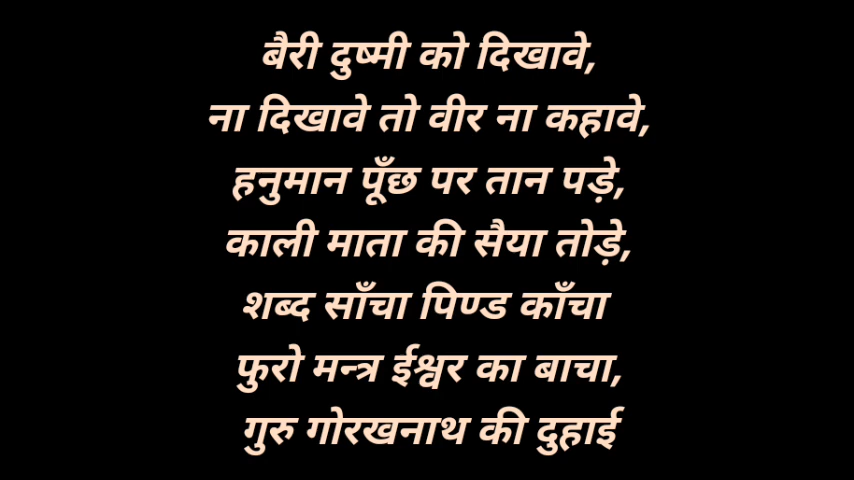 बैरी दुष्मी को दिखावे,
ना दिखावे तो वीर ना कहावे,
हनुमान पूँछ पर तान पड़े,
काली माता की सैया तोड़े,
शब्द साँचा पिण्ड काँचा
फुरो मन्त्र ईश्वर का बाचा,
गुरु गोरखनाथ की दुहाई